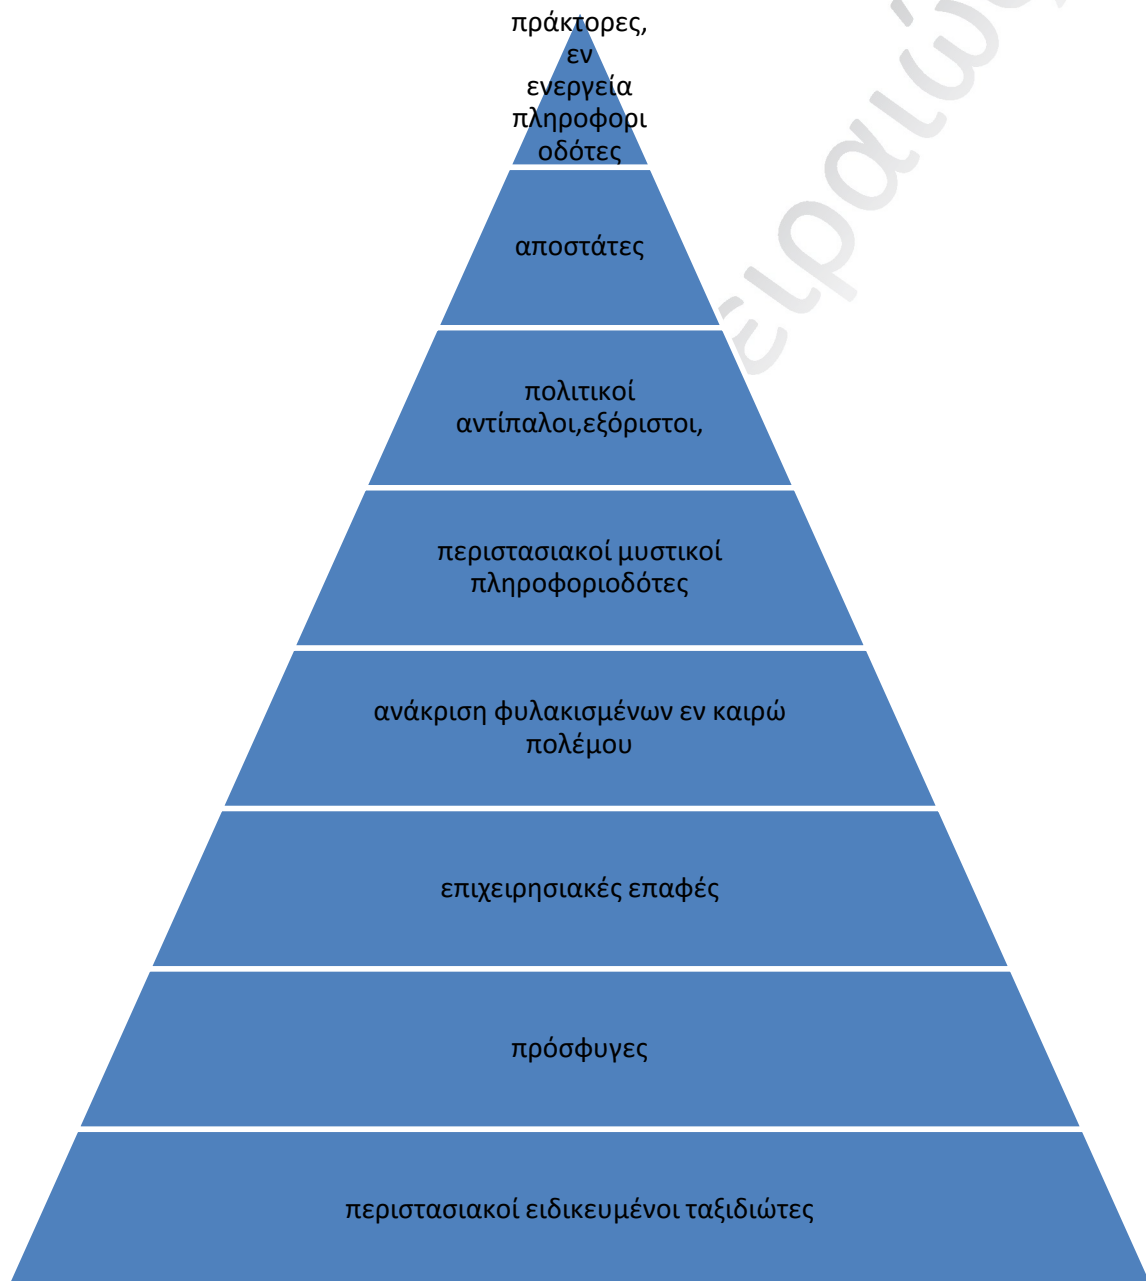 πράκτορες,
εν
ενεργεία
πληροφορι
οδότες
αποστάτες
πολιτικοί
αντίπαλοι,εξόριστοι,
περιστασιακοί μυστικοί
πληροφοριοδότες
ανάκριση φυλακισμένων εν καιρώ
πολέμου
επιχειρησιακές επαφές
πρόσφυγες
περιστασιακοί ειδικευμένοι ταξιδιώτες